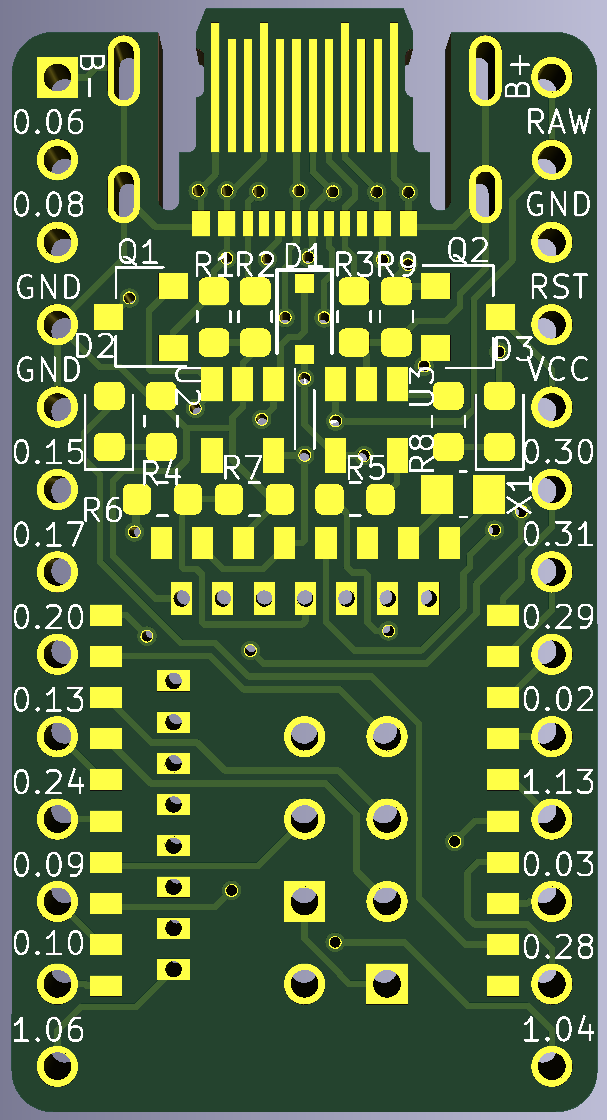 B-
B+
0.06
RAW
0.08
GND
Q1
R1
R2
D1
R3
R9
Q2
GND
RST
D2
D3
GND
U2
U3
VCC
0.15
R4
R7
R5
R8
0.30
R6
X1
0.17
0.31
0.20
0.29
0.13
0.02
0.24
1.13
0.09
0.03
0.10
0.28
1.06
1.04